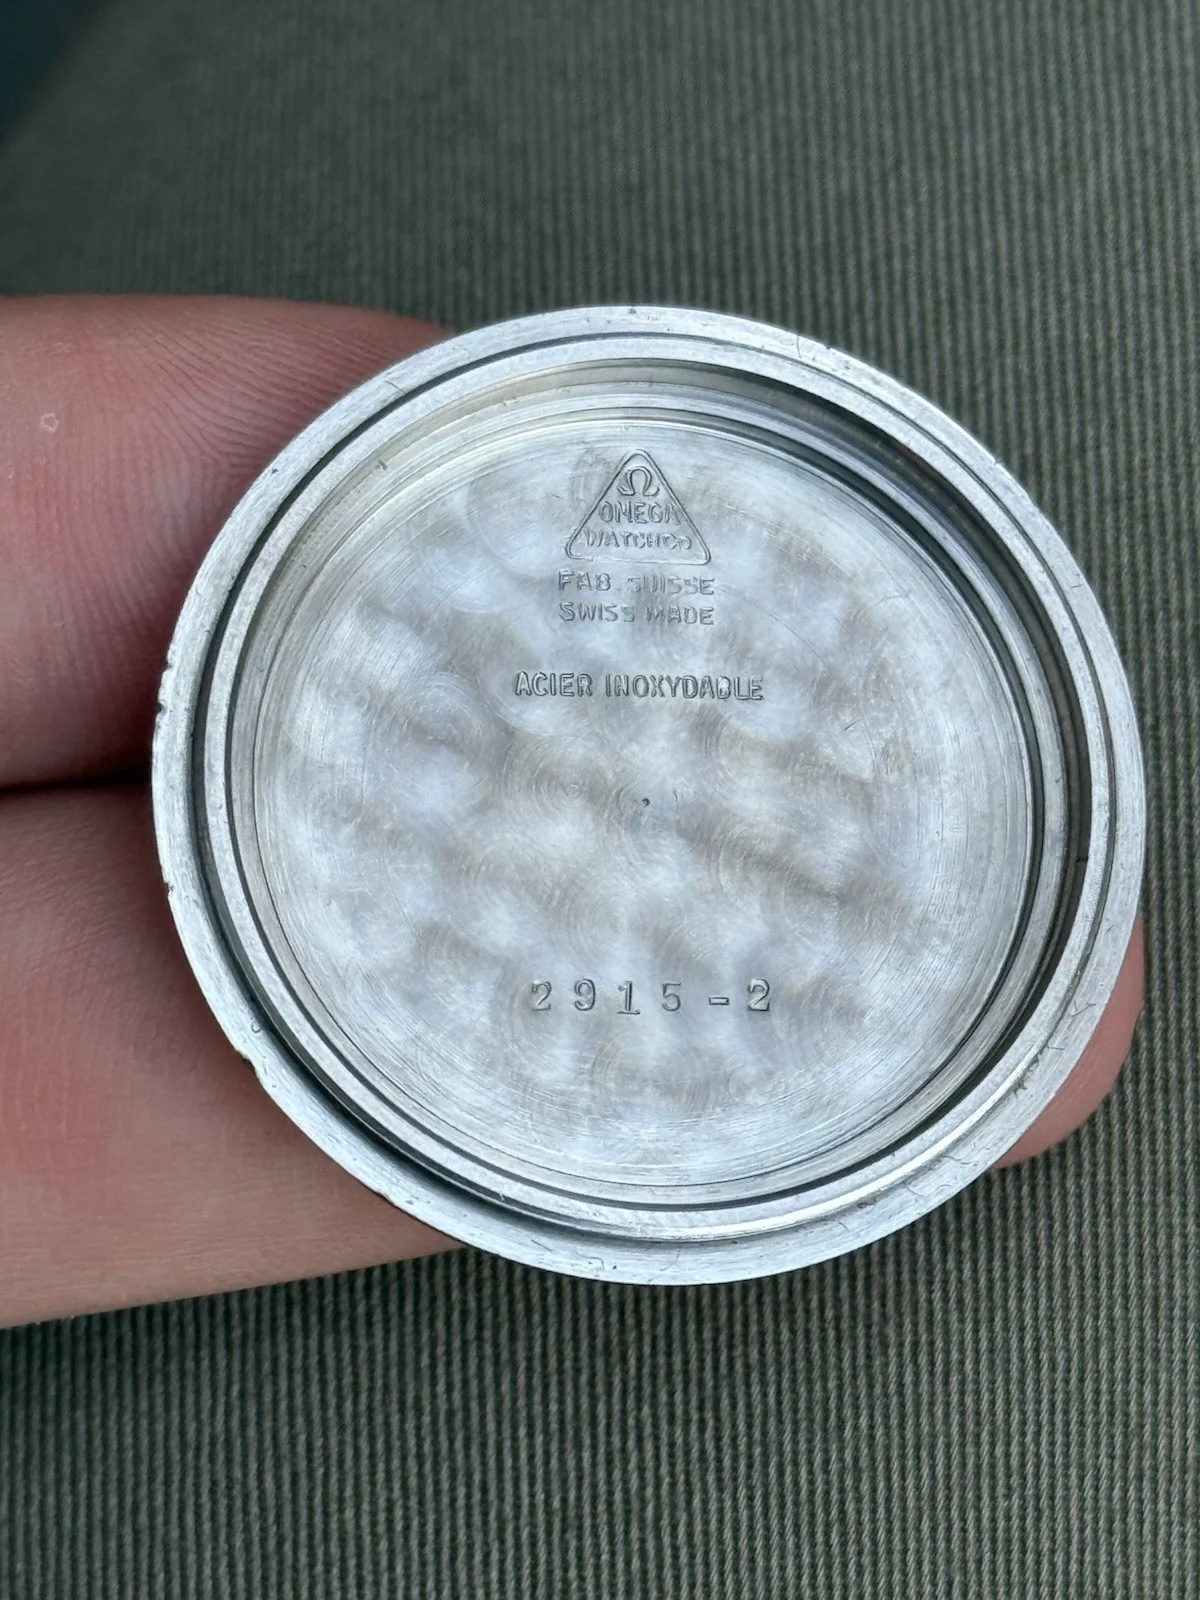 Ω
OMEGA
WATCH CO
FAB. SUISSE
SWISS MADE
ACIER INOXYDABLE
2915-2